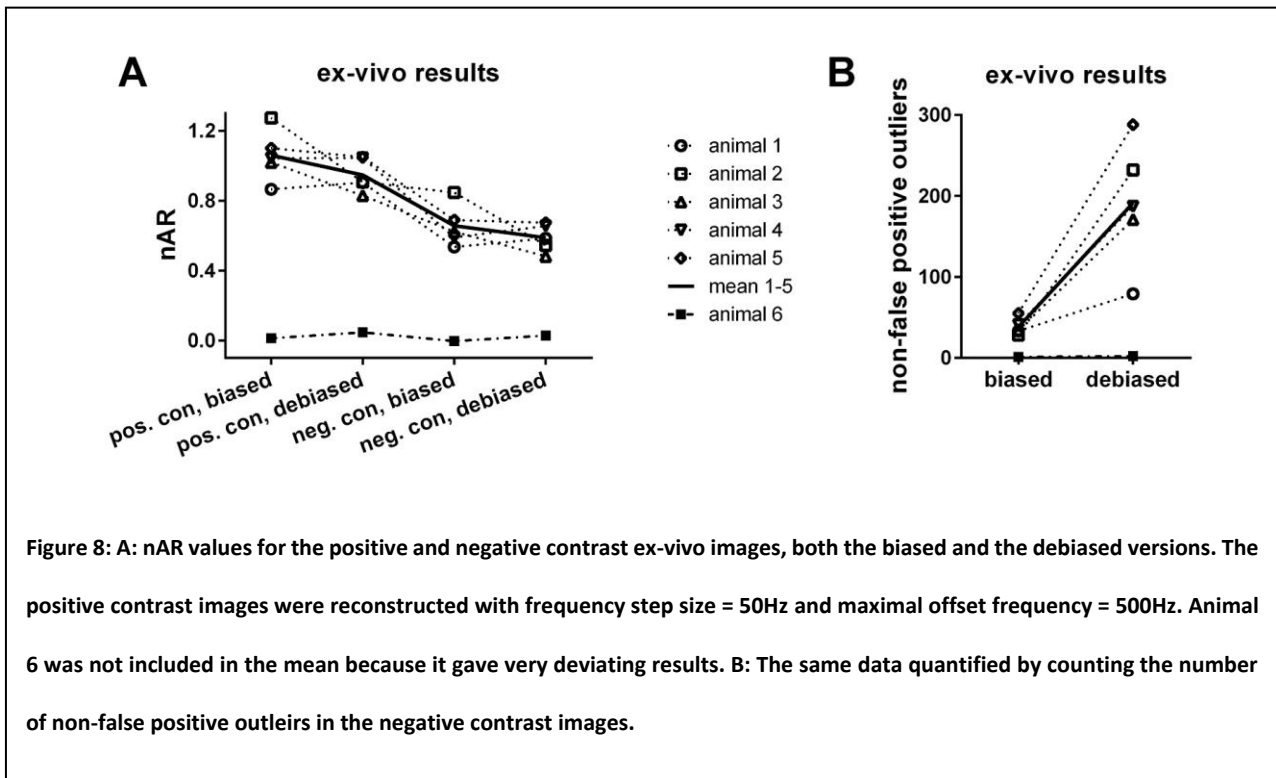 A
ex-vivo results
nAR
1.2
0.8
0.4
0.0
pos. con, biased
pos. con, debiased
neg. con, biased
neg. con, debiased
animal 1
animal 2
animal 3
animal 4
animal 5
mean 1-5
animal 6
B
ex-vivo results
non-false positive outliers
300
200
100
0
biased
debiased
Figure 8: A: nAR values for the positive and negative contrast ex-vivo images, both the biased and the debiased versions. The
positive contrast images were reconstructed with frequency step size = 50Hz and maximal offset frequency = 500Hz. Animal
6 was not included in the mean because it gave very deviating results. B: The same data quantified by counting the number
of non-false positive outleirs in the negative contrast images.